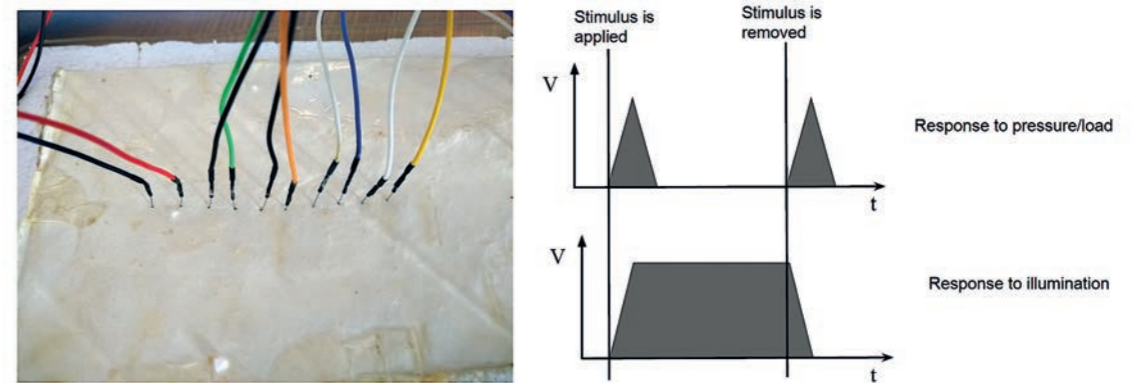 Stimulus is
applied
Stimulus is
removed
V
t
Response to pressure/load
V
t
Response to illumination